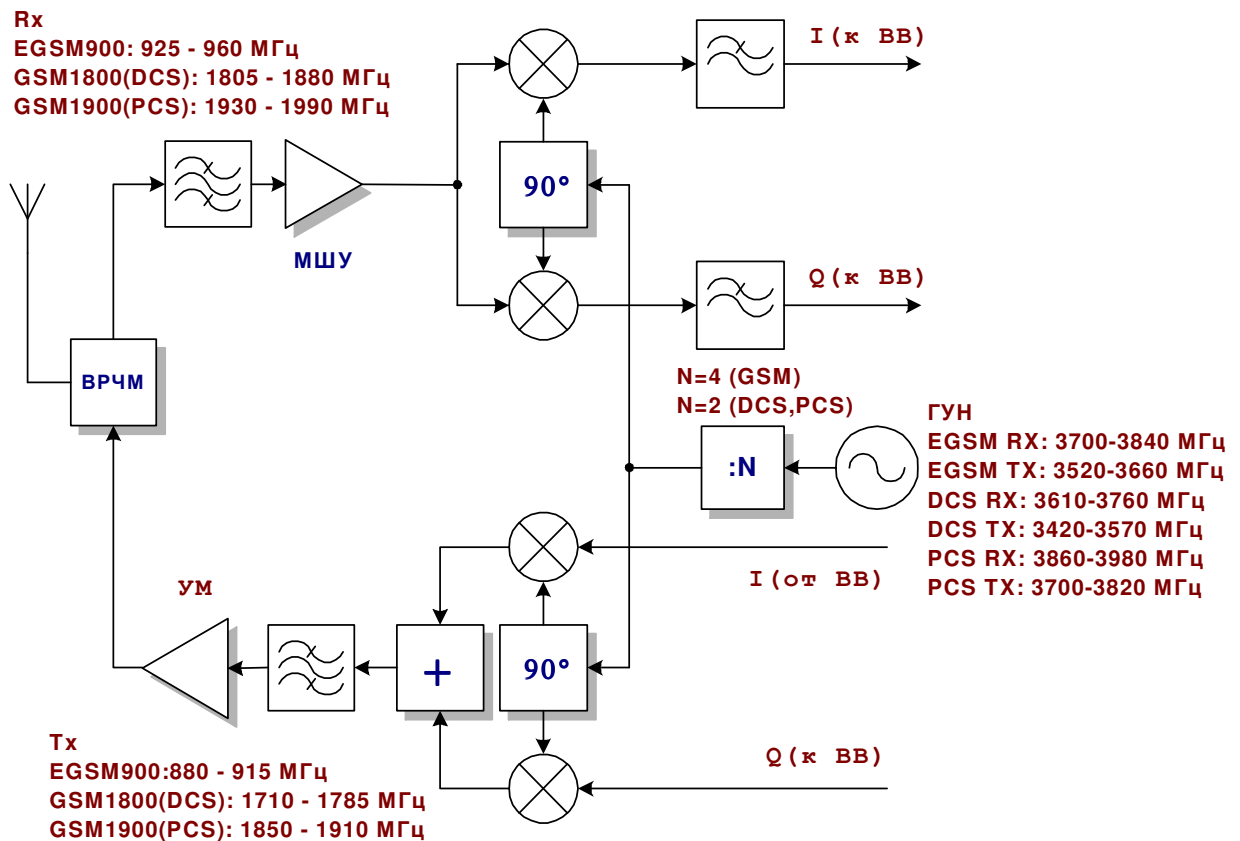 Rx
EGSM900: 925 - 960 МГц
GSM1800(DCS): 1805 - 1880 МГц
GSM1900(PCS): 1930 - 1990 МГц
I(к ВВ)
90°
МШУ
Q(к ВВ)
ВРЧМ
N=4 (GSM)
N=2 (DCS,PCS)
:N
ГУН
EGSM RX: 3700-3840 МГц
EGSM TX: 3520-3660 МГц
DCS RX: 3610-3760 МГц
DCS TX: 3420-3570 МГц
PCS RX: 3860-3980 МГц
PCS TX: 3700-3820 МГц
I(от ВВ)
УМ
+
90°
Q(к ВВ)
Tx
EGSM900:880 - 915 МГц
GSM1800(DCS): 1710 - 1785 МГц
GSM1900(PCS): 1850 - 1910 МГц